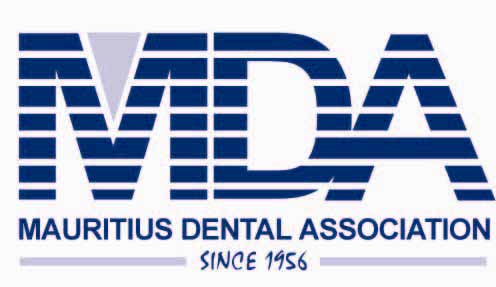 MDA
MAURITIUS DENTAL ASSOCIATION
SINCE 1956